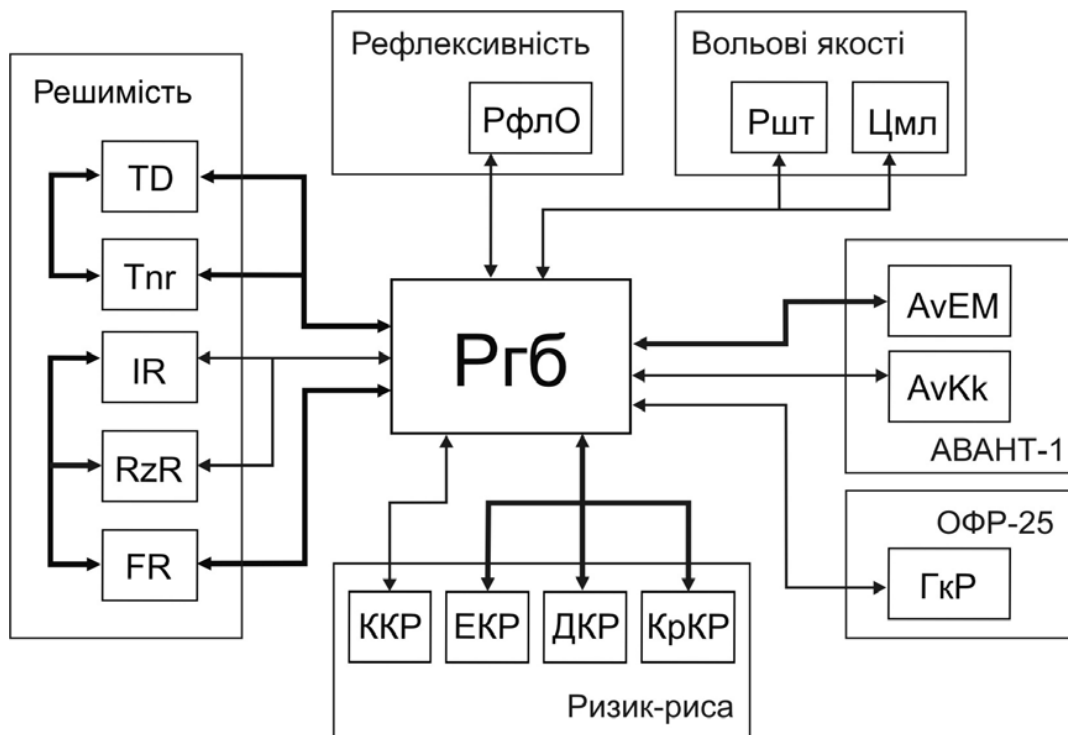 Решимість
TD
Tnr
IR
RzR
FR
Рефлексивність
РфлО
Вольові якості
Ршт
Цмл
Ргб
AvEM
AvKk
АВАНТ-1
ОФР-25
ГкР
ККР
ЕКР
ДКР
КрКР
Ризик-риса